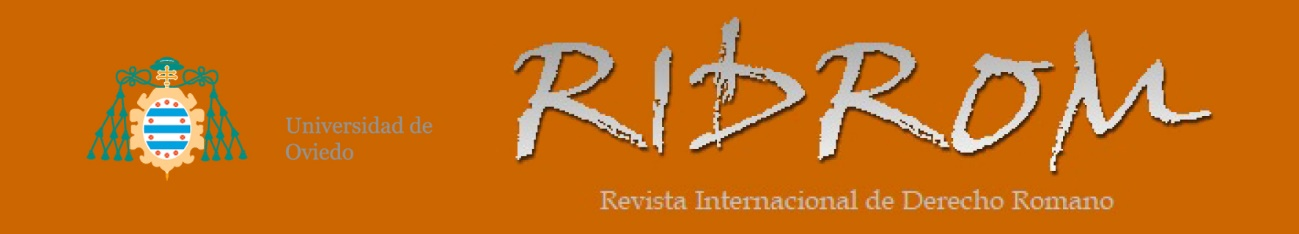 Universidad de
Oviedo
RIDROM
Revista Internacional de Derecho Romano